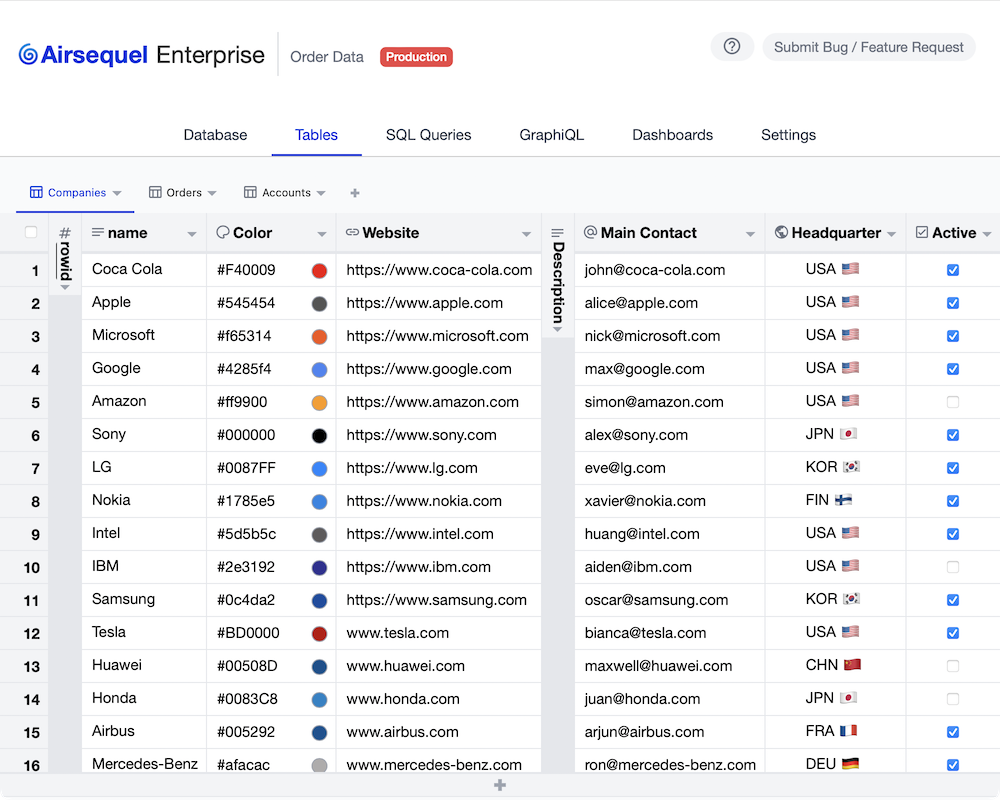 Airsequel Enterprise Order Data Production ? Submit Bug / Feature Request
Database Tables SQL Queries GraphiQL Dashboards Settings
Companies Orders Accounts +
# rowid name Color Website Description @ Main Contact Headquarter Active
1 Coca Cola #F40009 https://www.coca-cola.com john@coca-cola.com USA 🇺🇸
2 Apple #545454 https://www.apple.com alice@apple.com USA 🇺🇸
3 Microsoft #f65314 https://www.microsoft.com nick@microsoft.com USA 🇺🇸
4 Google #4285f4 https://www.google.com max@google.com USA 🇺🇸
5 Amazon #ff9900 https://www.amazon.com simon@amazon.com USA 🇺🇸
6 Sony #000000 https://www.sony.com alex@sony.com JPN 🇯🇵
7 LG #0087FF https://www.lg.com eve@lg.com KOR 🇰🇷
8 Nokia #1785e5 https://www.nokia.com xavier@nokia.com FIN 🇫🇮
9 Intel #5d5b5c https://www.intel.com huang@intel.com USA 🇺🇸
10 IBM #2e3192 https://www.ibm.com aiden@ibm.com USA 🇺🇸
11 Samsung #0c4da2 https://www.samsung.com oscar@samsung.com KOR 🇰🇷
12 Tesla #BD0000 www.tesla.com bianca@tesla.com USA 🇺🇸
13 Huawei #00508D www.huawei.com maxwell@huawei.com CHN 🇨🇳
14 Honda #0083C8 www.honda.com juan@honda.com JPN 🇯🇵
15 Airbus #005292 www.airbus.com arjun@airbus.com FRA 🇫🇷
16 Mercedes-Benz #afacac www.mercedes-benz.com ron@mercedes-benz.com DEU 🇩🇪
+